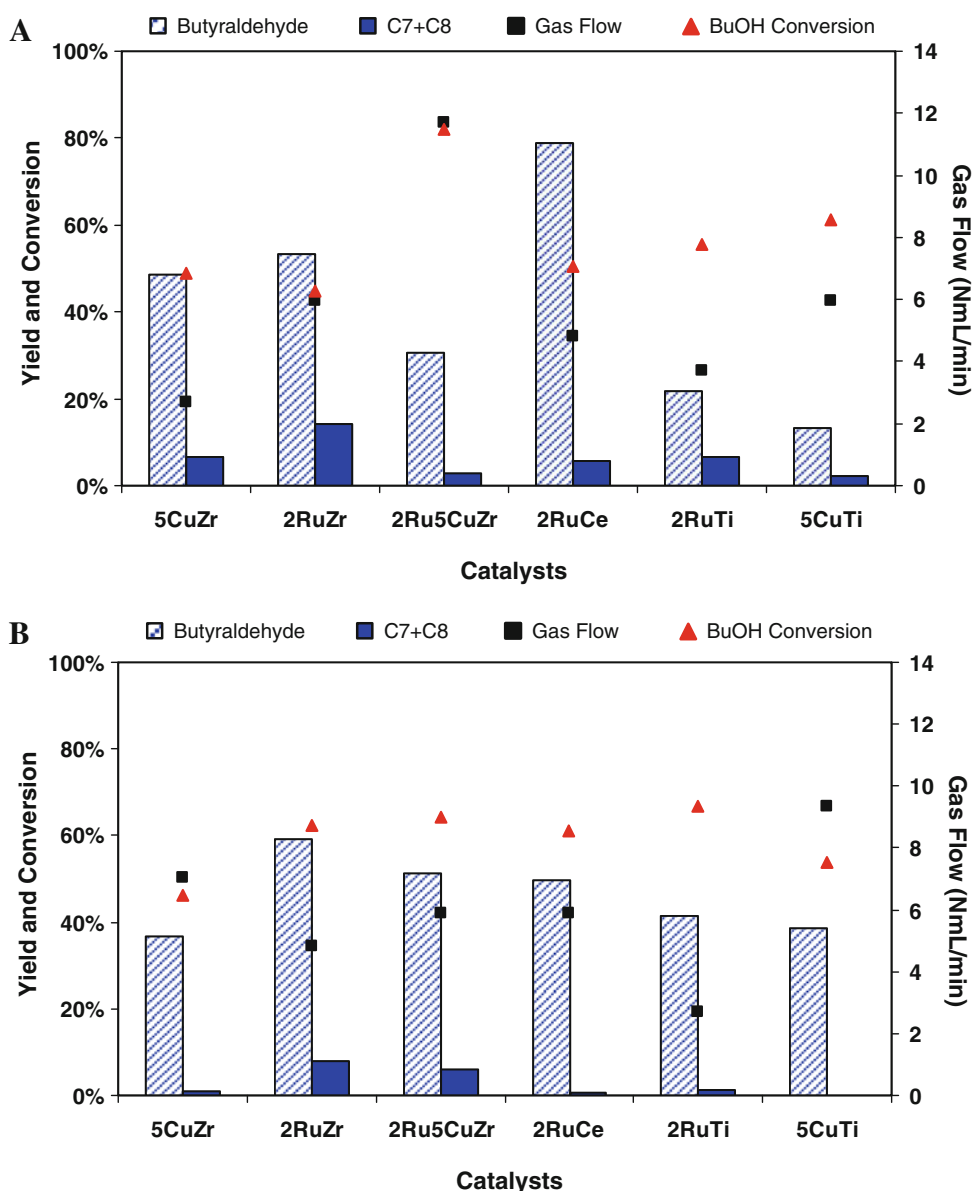 A
Butyraldehyde C7+C8 Gas Flow BuOH Conversion
100% 14
80% 12
60% 10
40% 8
20% 6
0% 4
2
0
Yield and Conversion
Gas Flow (NmL/min)
5CuZr 2RuZr 2Ru5CuZr 2RuCe 2RuTi 5CuTi
Catalysts
B
Butyraldehyde C7+C8 Gas Flow BuOH Conversion
100% 14
80% 12
60% 10
40% 8
20% 6
0% 4
2
0
Yield and Conversion
Gas Flow (NmL/min)
5CuZr 2RuZr 2Ru5CuZr 2RuCe 2RuTi 5CuTi
Catalysts